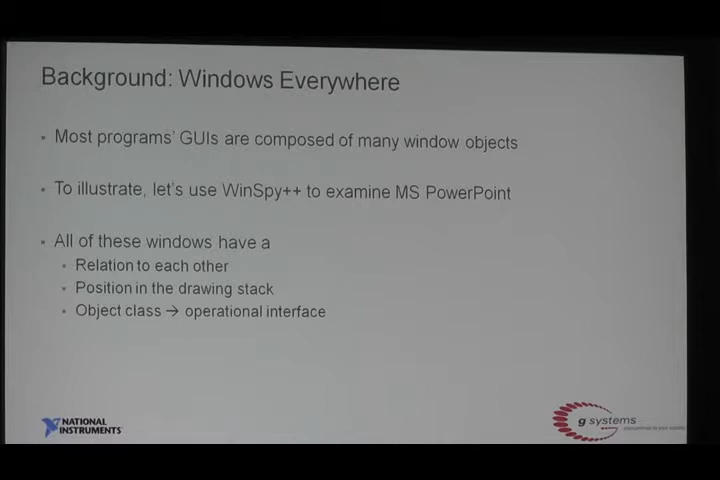 Background: Windows Everywhere
• Most programs' GUIs are composed of many window objects
• To illustrate, let's use WinSpy++ to examine MS PowerPoint
• All of these windows have a
• Relation to each other
• Position in the drawing stack
• Object class → operational interface
NATIONAL
INSTRUMENTS
g systems